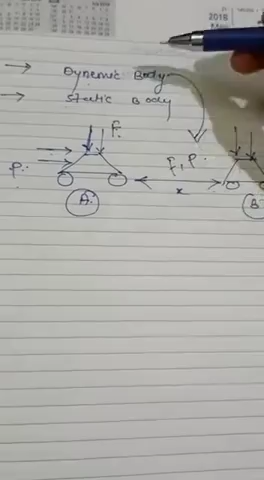 2018
→ Dynamic Body
→ Static Body
F.
P.
F, P.
x
A.
B